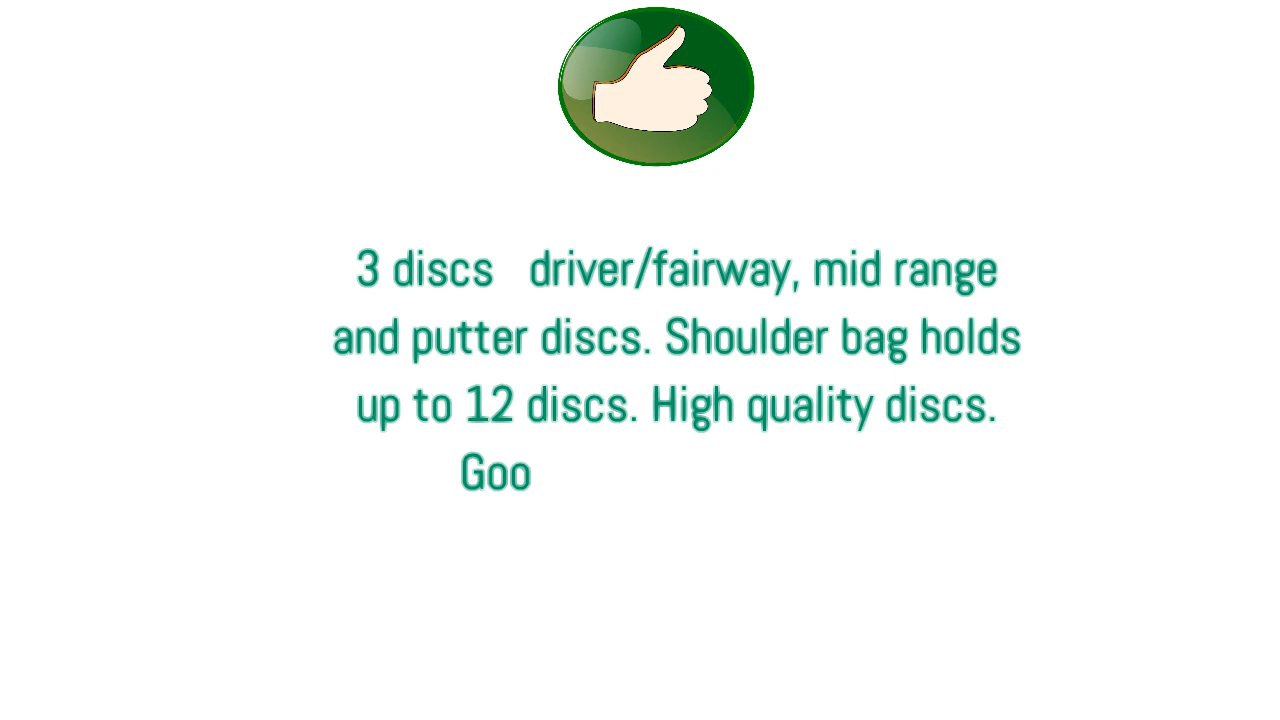 3 discs   driver/fairway, mid range
and putter discs. Shoulder bag holds
up to 12 discs. High quality discs.
Goo